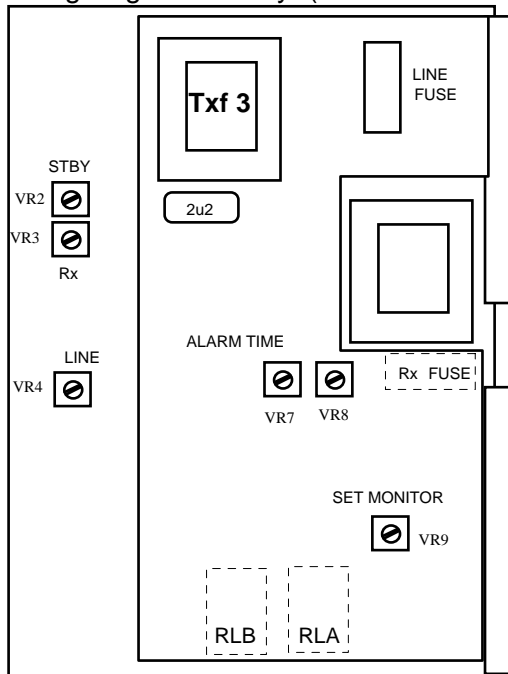 LINE
FUSE
Txf 3
STBY
VR2
2u2
VR3
Rx
ALARM TIME
LINE
VR4
Rx FUSE
VR7
VR8
SET MONITOR
VR9
RLB
RLA